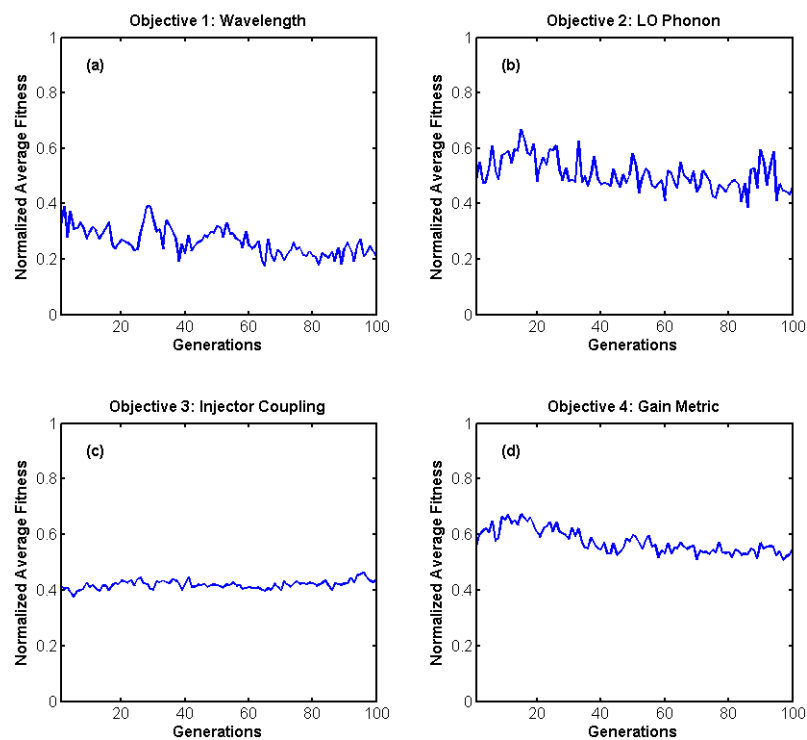 Objective 1: Wavelength
(a)
Normalized Average Fitness
1
0.8
0.6
0.4
0.2
0
20 40 60 80 100
Generations
Objective 2: LO Phonon
(b)
Normalized Average Fitness
1
0.8
0.6
0.4
0.2
0
20 40 60 80 100
Generations
Objective 3: Injector Coupling
(c)
Normalized Average Fitness
1
0.8
0.6
0.4
0.2
0
20 40 60 80 100
Generations
Objective 4: Gain Metric
(d)
Normalized Average Fitness
1
0.8
0.6
0.4
0.2
0
20 40 60 80 100
Generations